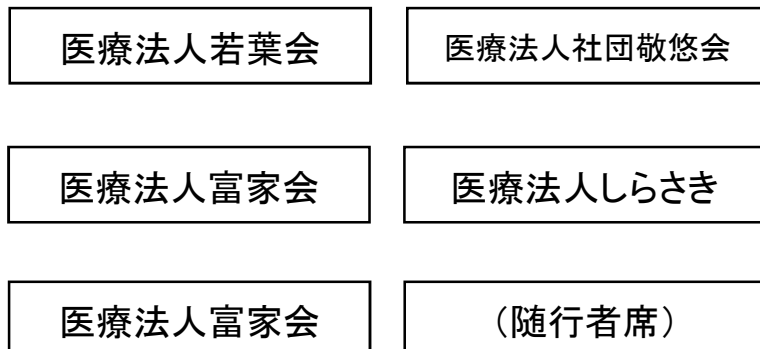 医療法人若葉会
医療法人社団敬悠会
医療法人富家会
医療法人しらさき
医療法人富家会
（随行者席）